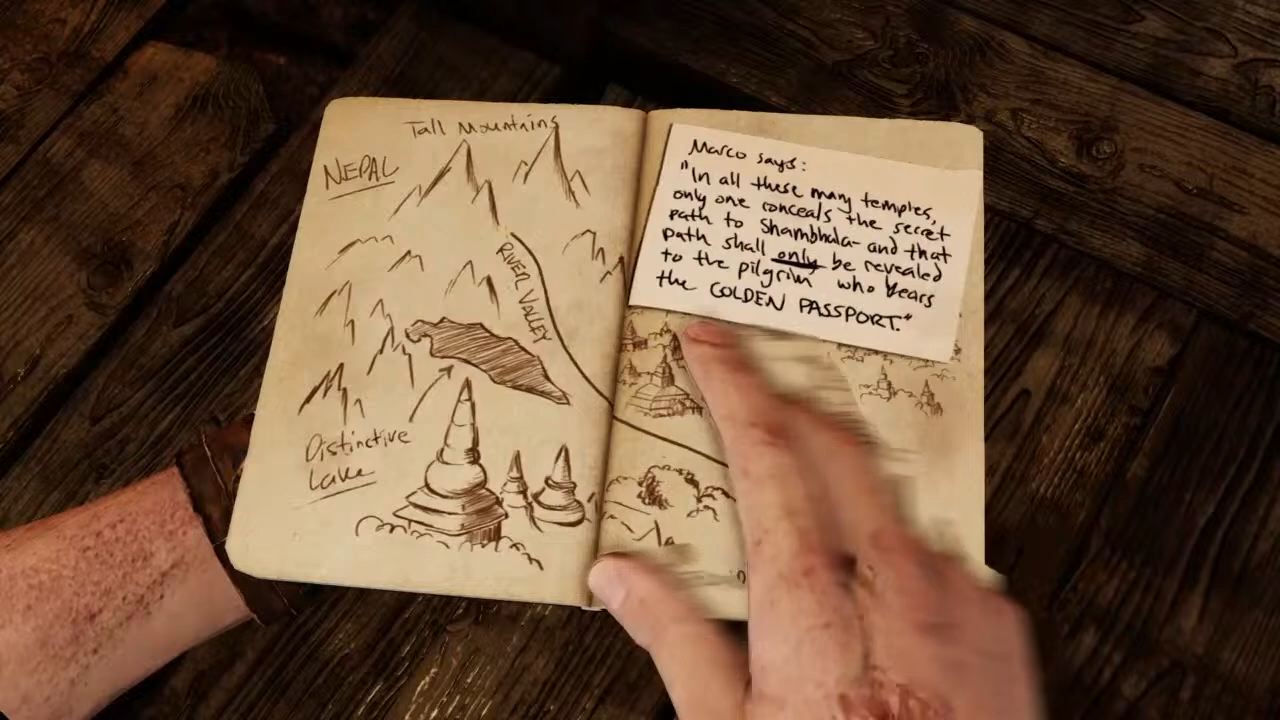 Tall Mountains
NEPAL
RIVER VALLEY
Distinctive
Lake
Marco says:
"In all these many temples,
only one conceals the secret
path to Shambhala- and that
path shall only be revealed
to the pilgrim who bears
the GOLDEN PASSPORT."